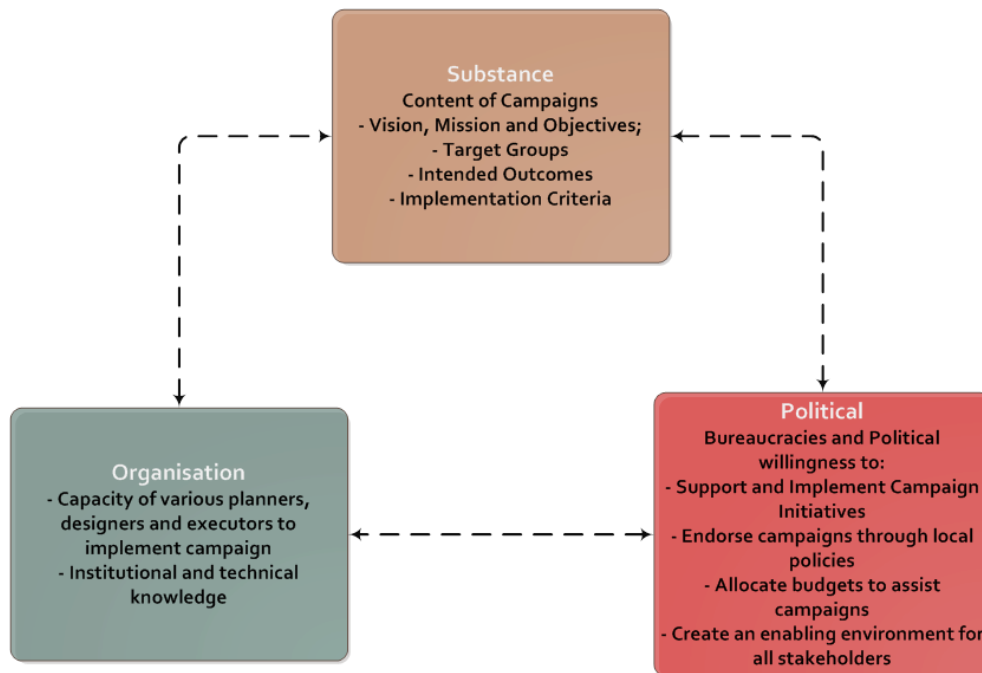 Substance
Content of Campaigns
- Vision, Mission and Objectives;
- Target Groups
- Intended Outcomes
- Implementation Criteria
Organisation
- Capacity of various planners,
designers and executors to
implement campaign
- Institutional and technical
knowledge
Political
Bureaucracies and Political
willingness to:
- Support and Implement Campaign
Initiatives
- Endorse campaigns through local
policies
- Allocate budgets to assist
campaigns
- Create an enabling environment for
all stakeholders